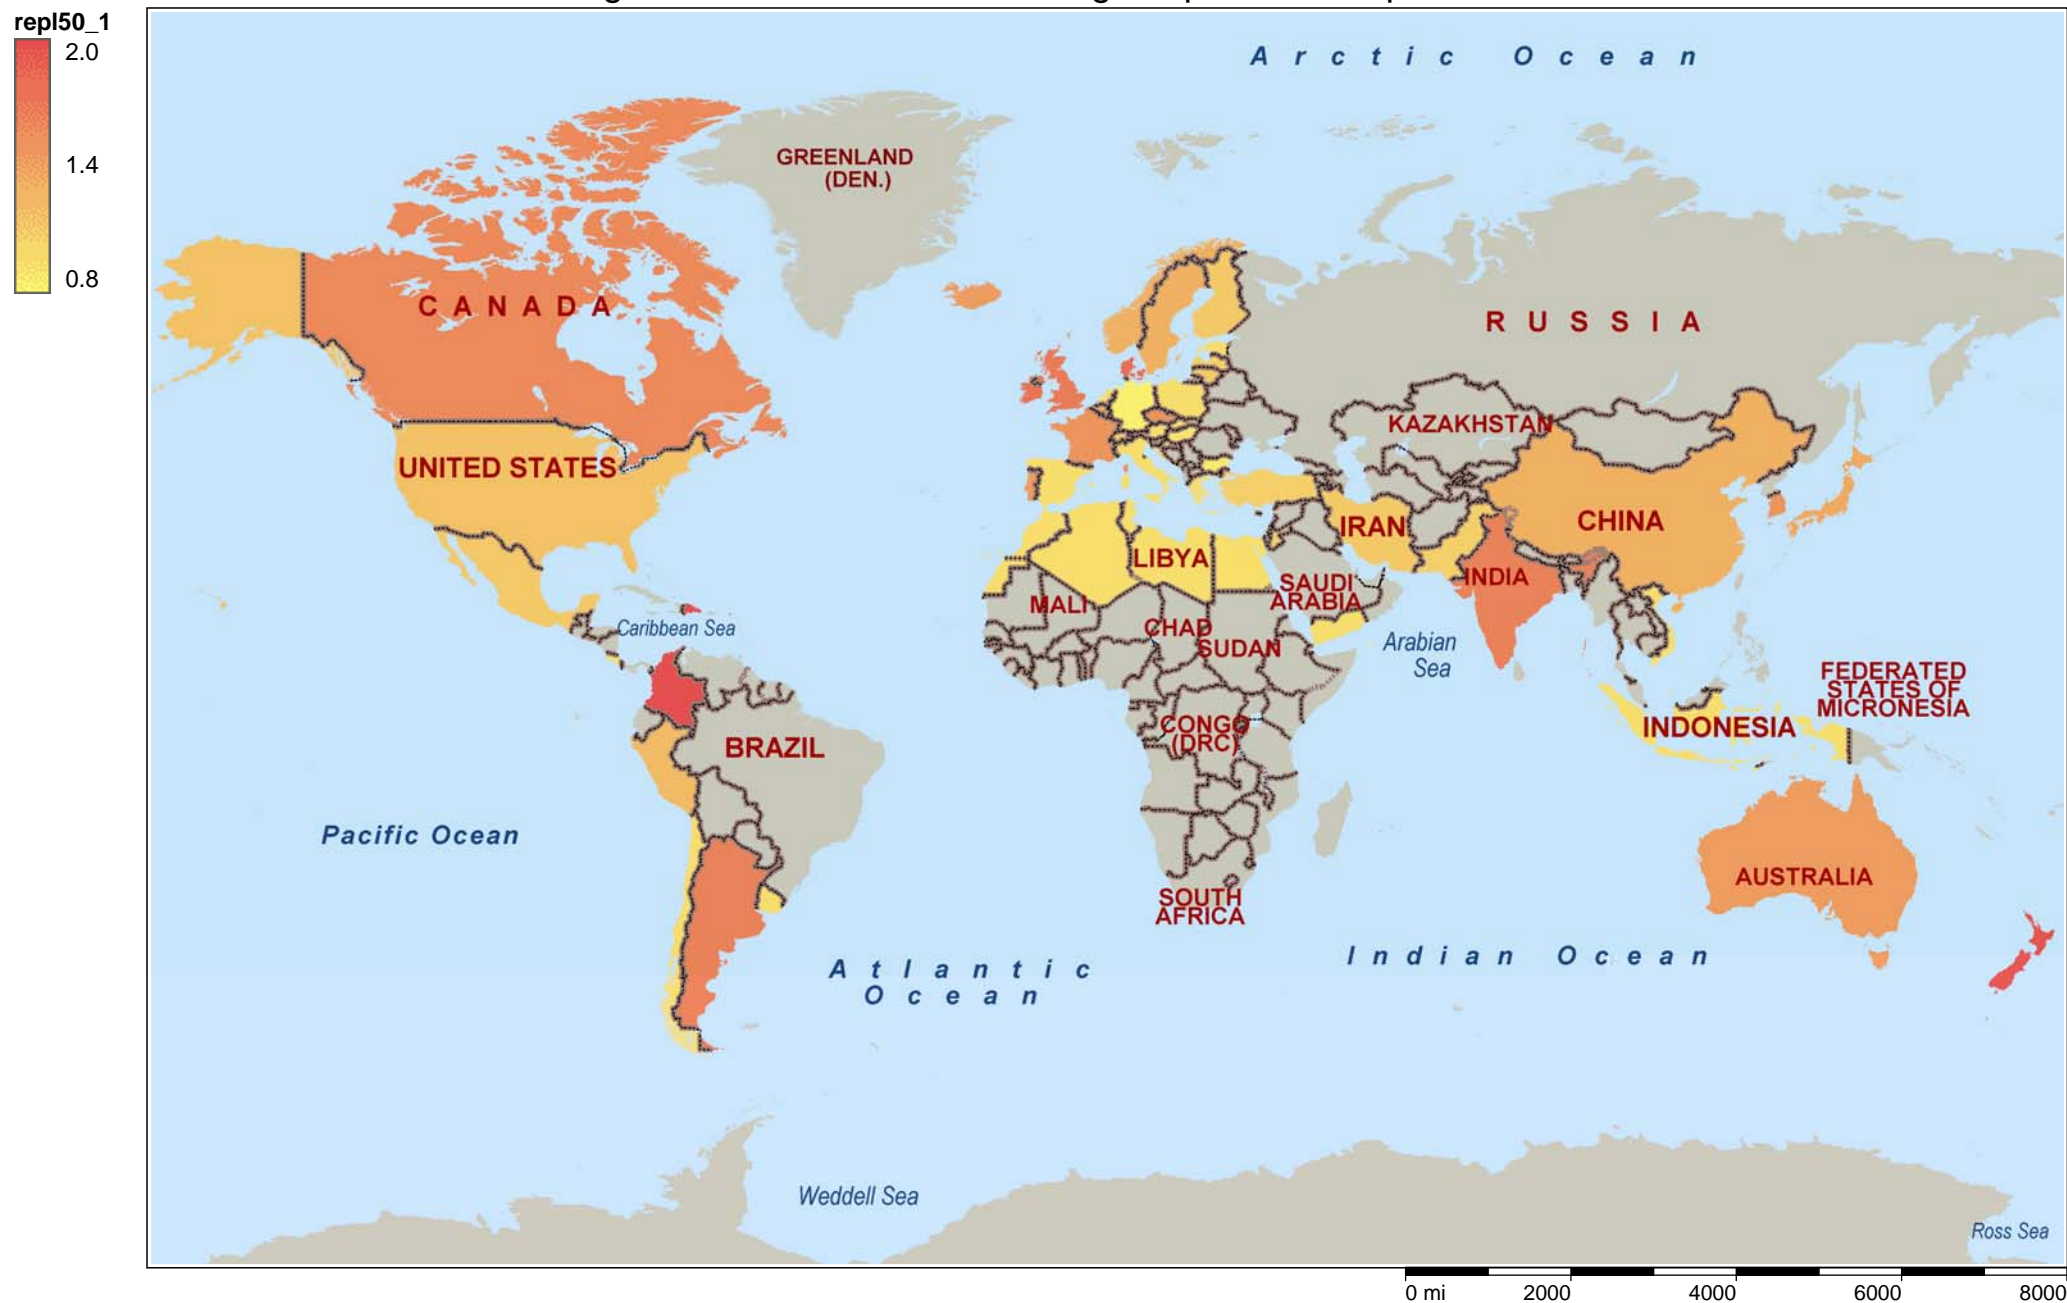 repl50_1
2.0
1.4
0.8
Arctic Ocean
GREENLAND
(DEN.)
CANADA
RUSSIA
KAZAKHSTAN
UNITED STATES
IRAN
CHINA
LIBYA
INDIA
SAUDI
ARABIA
MALI
CHAD
SUDAN
Caribbean Sea
Arabian
Sea
FEDERATED
STATES OF
MICRONESIA
CONGO
(DRC)
INDONESIA
BRAZIL
Pacific Ocean
AUSTRALIA
SOUTH
AFRICA
Atlantic
Ocean
Indian Ocean
Weddell Sea
Ross Sea
0 mi 2000 4000 6000 8000